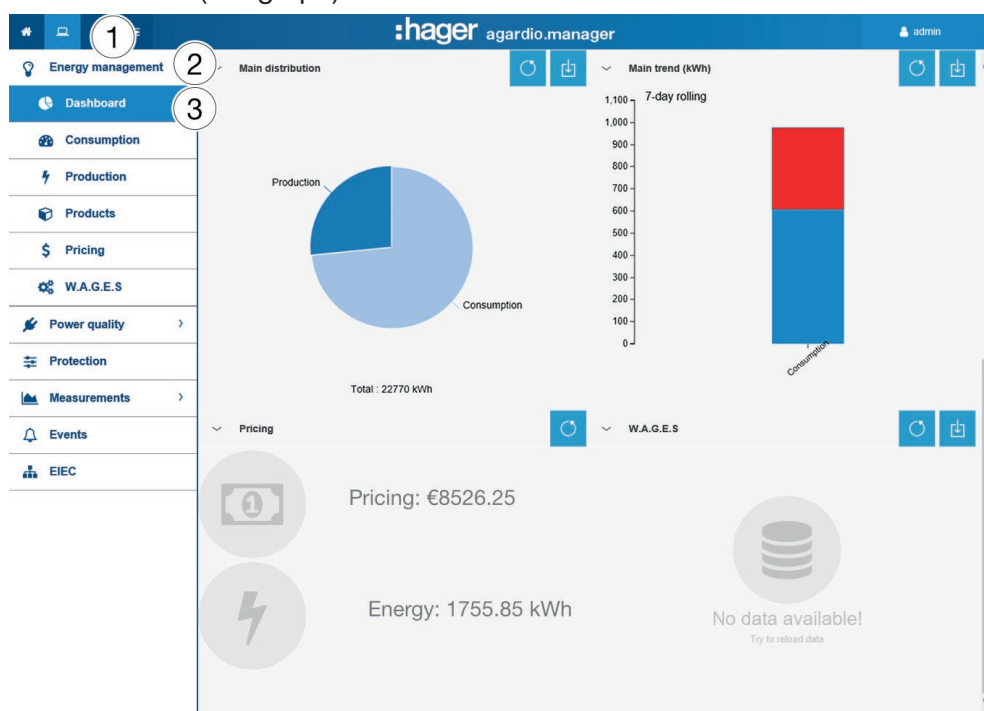 :hager agardio.manager
admin
1
2
3
Energy management
Dashboard
Consumption
Production
Products
Pricing
W.A.G.E.S
Power quality
Protection
Measurements
Events
EIEC
Main distribution
Production
Consumption
Total : 22770 kWh
Main trend (kWh)
7-day rolling
1,100
1,000
900
800
700
600
500
400
300
200
100
0
Consumption
Pricing
1
Pricing: €8526.25
Energy: 1755.85 kWh
W.A.G.E.S
No data available!
Try to reload data